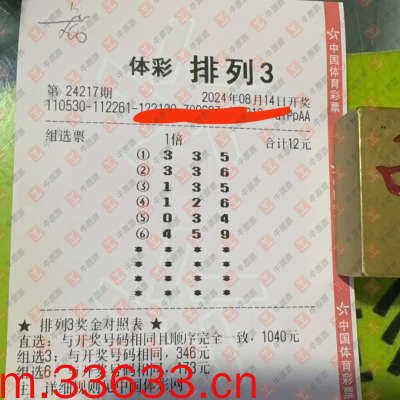 体彩 排列3
第 24217期 2024年08月14日开奖
110530-112261-
组选票 1倍 合计12元
① 3 3 5
② 3 3 6
③ 1 3 5
④ 1 2 6
⑤ 0 3 4
⑥ 4 5 9
* * *
* * *
* * *
* * *
★ 排列3奖金对照表 ★
直选：与开奖号码相同且顺序完全一致，1040元
组选3：与开奖号码相同，346元
组选6
m.33633.cn
中国体育彩票
中国体育彩票